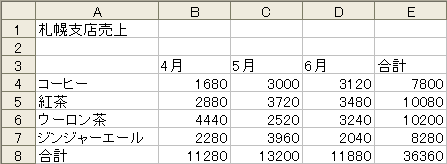 A B C D E
1 札幌支店売上
2
3 4月 5月 6月 合計
4 コーヒー 1680 3000 3120 7800
5 紅茶 2880 3720 3480 10080
6 ウーロン茶 4440 2520 3240 10200
7 ジンジャーエール 2280 3960 2040 8280
8 合計 11280 13200 11880 36360